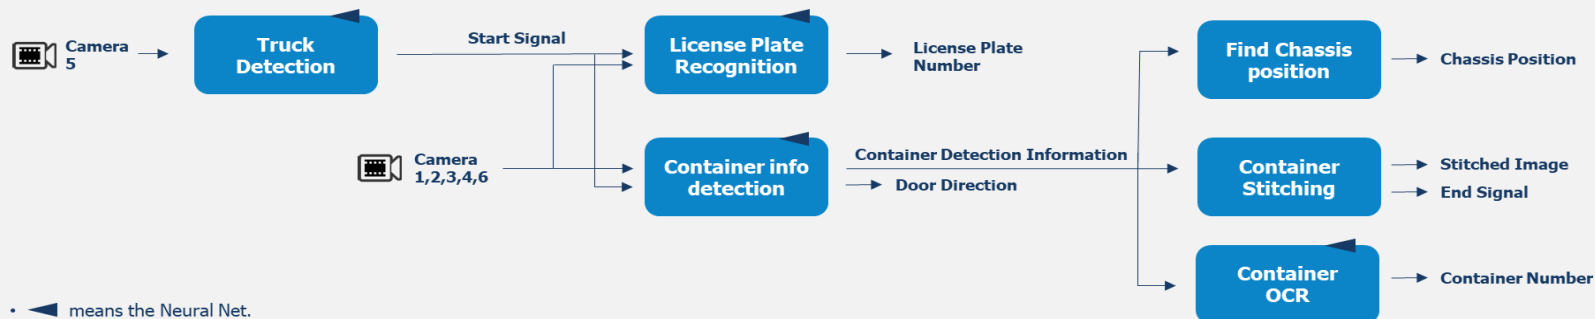 Camera
5
Truck
Detection
Start Signal
License Plate
Recognition
License Plate
Number
Find Chassis
position
Chassis Position
Camera
1,2,3,4,6
Container info
detection
Container Detection Information
Door Direction
Container
Stitching
Stitched Image
End Signal
Container
OCR
Container Number
• means the Neural Net.